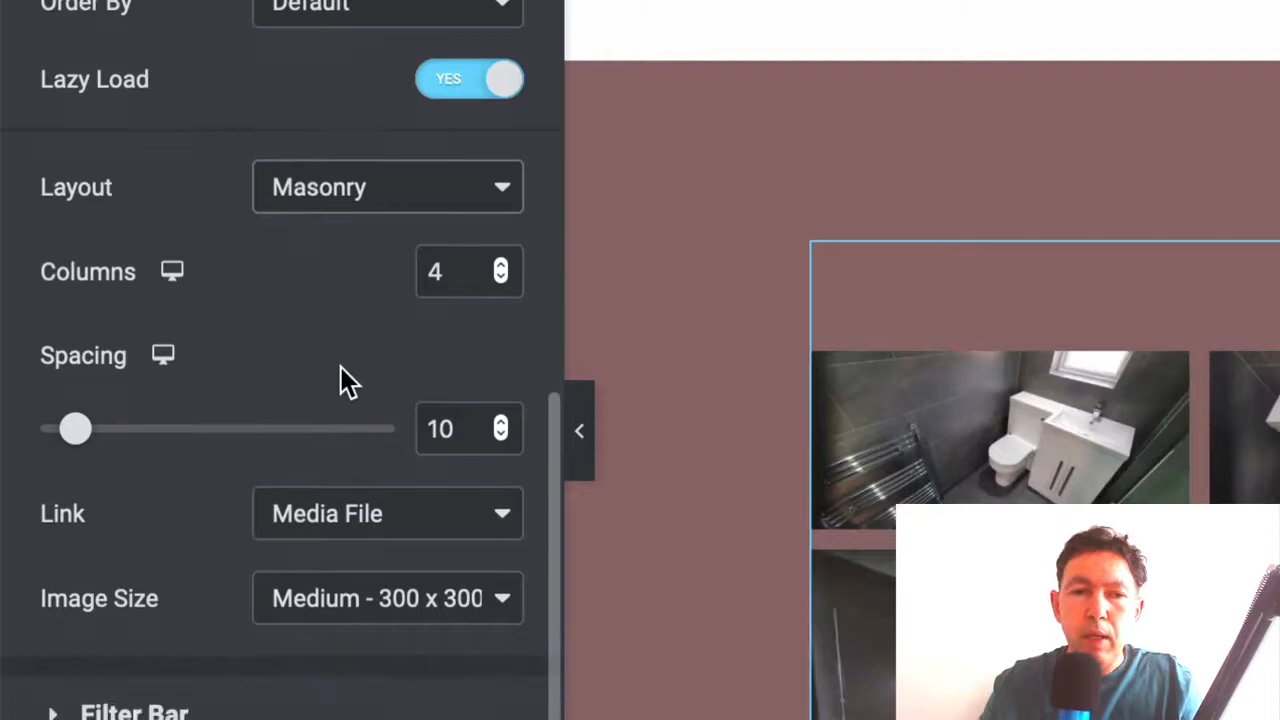 Order By Default
Lazy Load YES
Layout Masonry
Columns 4
Spacing
10
Link Media File
Image Size Medium - 300 x 300
Filter Bar